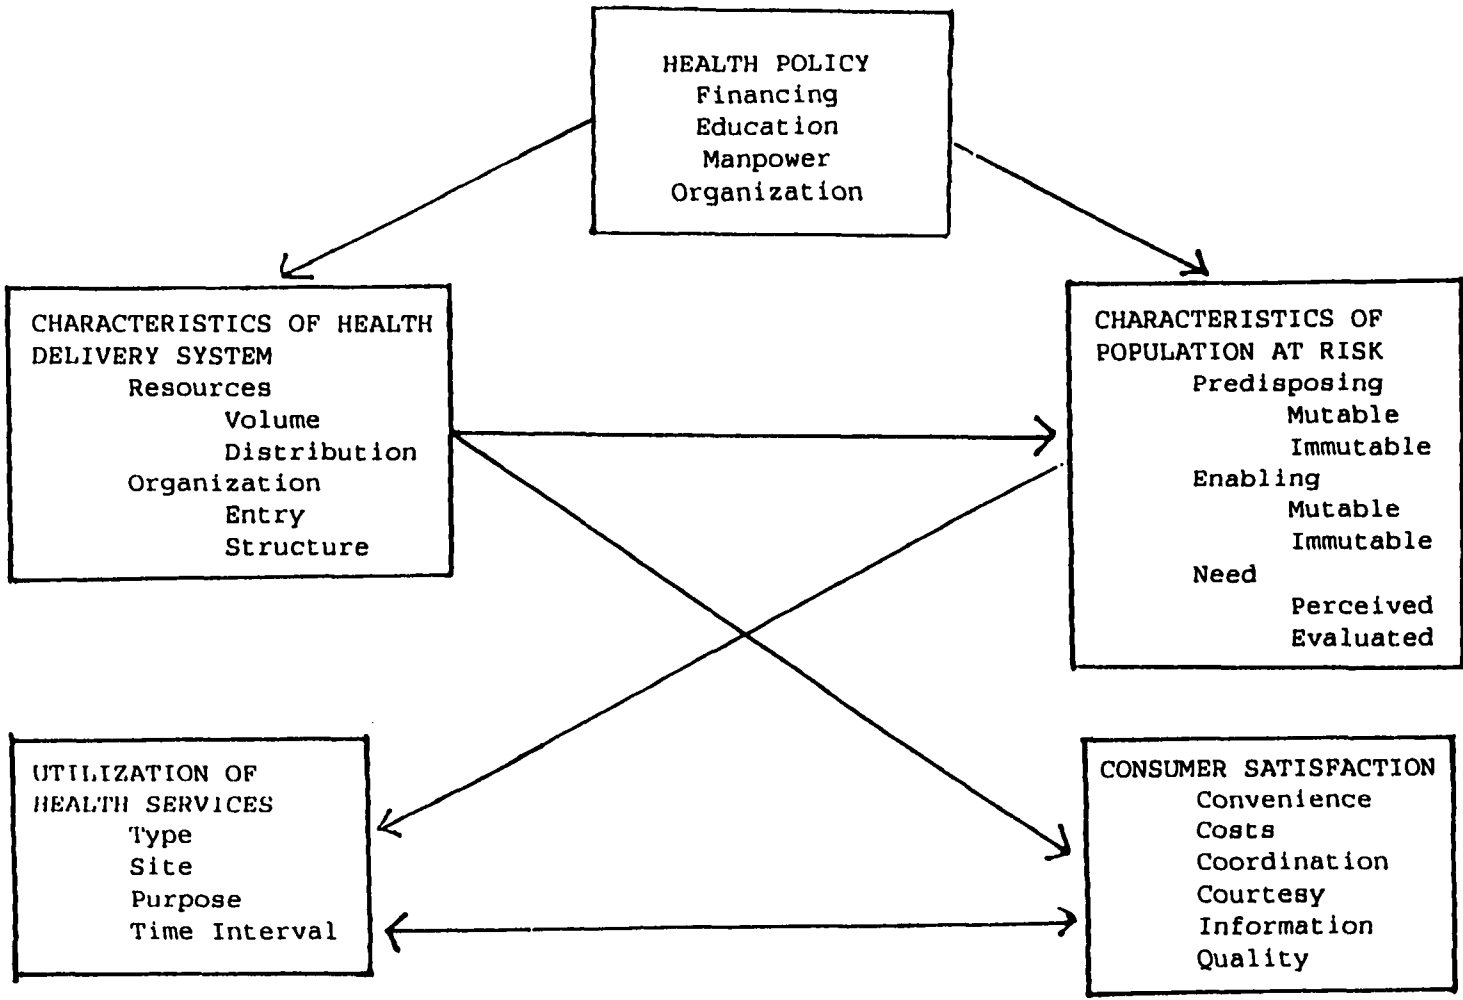 HEALTH POLICY
Financing
Education
Manpower
Organization
CHARACTERISTICS OF HEALTH
DELIVERY SYSTEM
Resources
Volume
Distribution
Organization
Entry
Structure
CHARACTERISTICS OF
POPULATION AT RISK
Predisposing
Mutable
Immutable
Enabling
Mutable
Immutable
Need
Perceived
Evaluated
UTILIZATION OF
HEALTH SERVICES
Type
Site
Purpose
Time Interval
CONSUMER SATISFACTION
Convenience
Costs
Coordination
Courtesy
Information
Quality